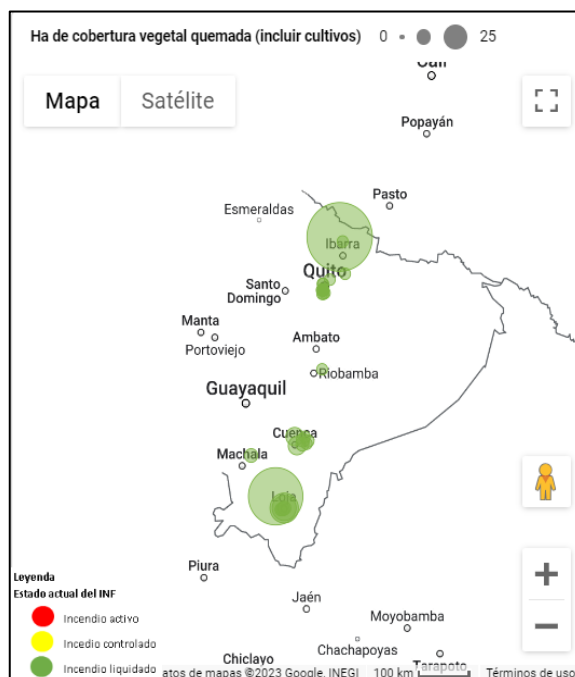 Ha de cobertura vegetal quemada (incluir cultivos) 0 25
Mapa Satélite
Cali
Popayán
Pasto
Esmeraldas
Ibarra
Quito
Santo
Domingo
Manta
Portoviejo
Ambato
Riobamba
Guayaquil
Cuenca
Machala
Loja
Piura
Leyenda
Estado actual del INF
Jaén
Incendio activo
Moyobamba
Incedio controlado
Chachapoyas
Incendio liquidado
Chiclayo
Tarapoto
atos de mapas ©2023 Google, INEGI 100 km Términos de uso